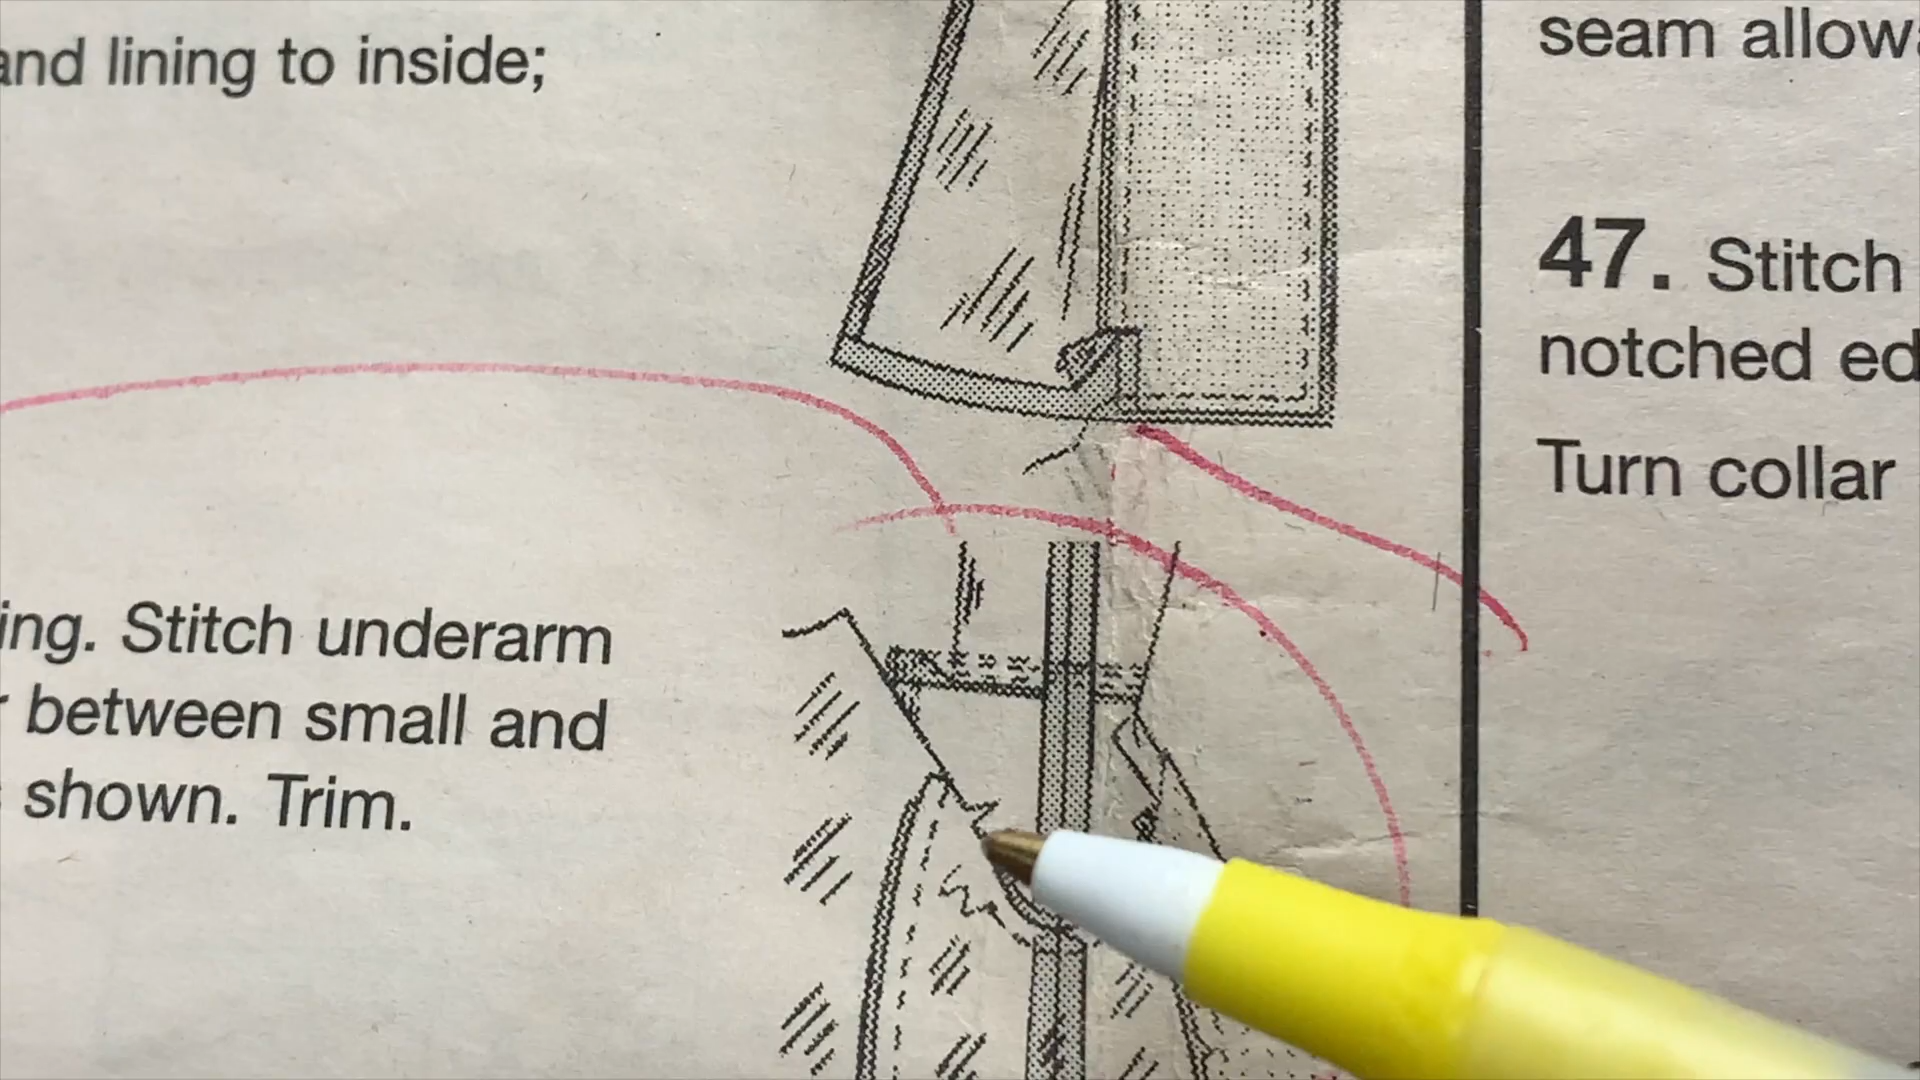 and lining to inside;
ing. Stitch underarm
between small and
shown. Trim.
seam allow
47. Stitch
notched ed
Turn collar